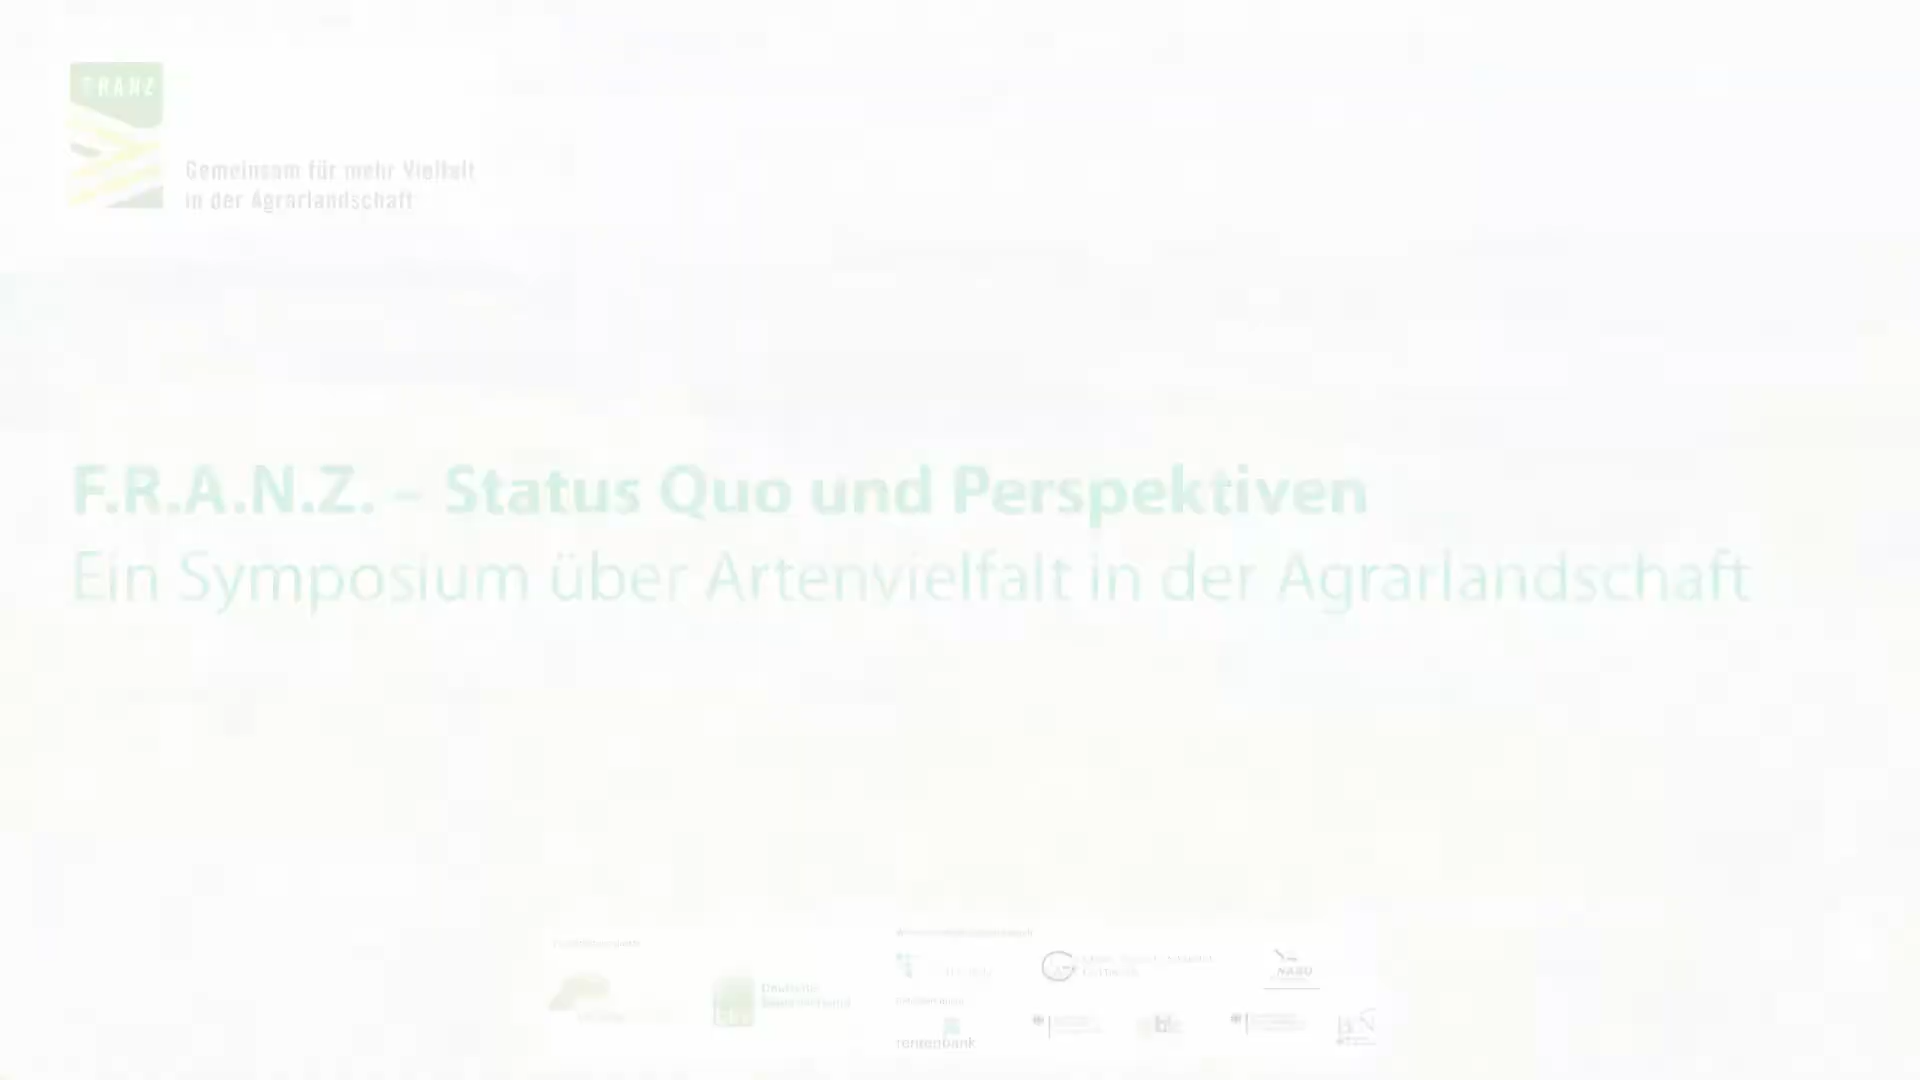 FRANZ
Gemeinsam für mehr Vielfalt
in der Agrarlandschaft
F.R.A.N.Z. – Status Quo und Perspektiven
Ein Symposium über Artenvielfalt in der Agrarlandschaft
Deutscher
Bauernverband
NABU
rentenbank